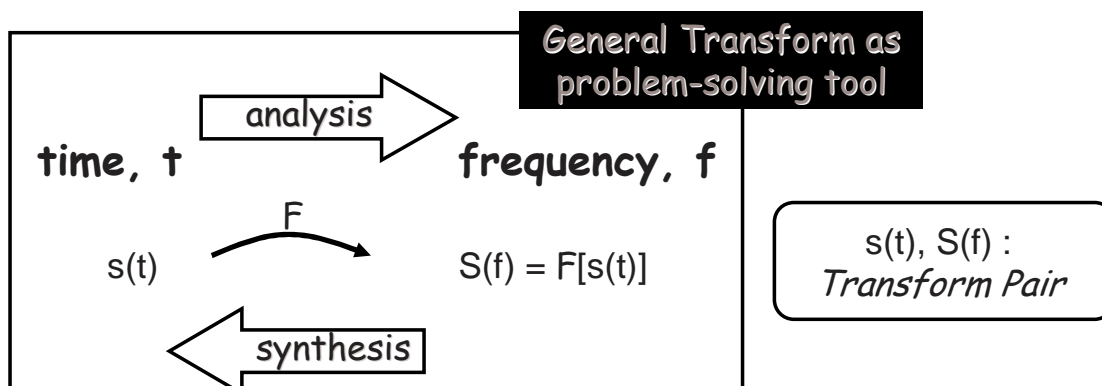 General Transform as
problem-solving tool
analysis
time, t
frequency, f
F
s(t)
S(f) = F[s(t)]
s(t), S(f) :
Transform Pair
synthesis